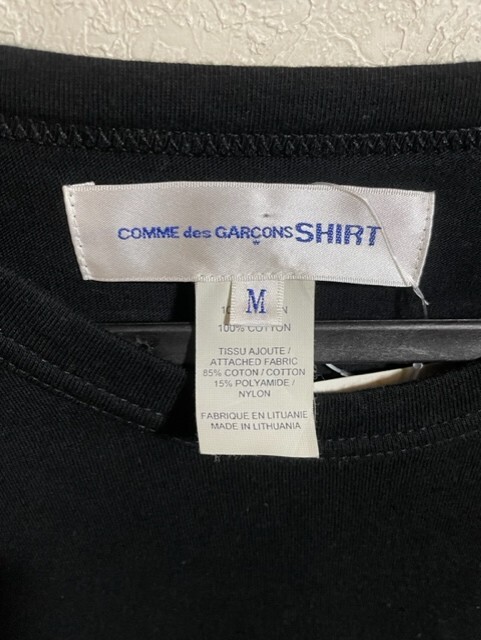 COMME des GARÇONS SHIRT
M
100% COTTON
TISSU AJOUTE /
ATTACHED FABRIC
85% COTON / COTTON
15% POLYAMIDE /
NYLON
FABRIQUE EN LITUANIE
MADE IN LITHUANIA